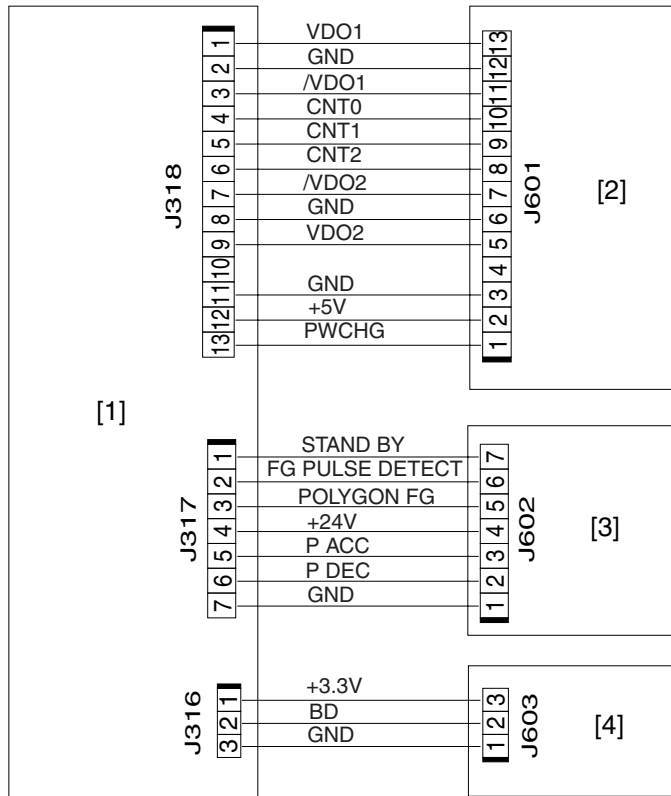 1 VDO1 13
2 GND 12
3 /VDO1 11
4 CNT0 10
5 CNT1 9
6 CNT2 8
7 /VDO2 7
8 GND 6
9 VDO2 5
10 4
11 GND 3
12 +5V 2
13 PWCHG 1
J318
J601
[2]
[1]
1 STAND BY 7
2 FG PULSE DETECT 6
3 POLYGON FG 5
4 +24V 4
5 P ACC 3
6 P DEC 2
7 GND 1
J317
J602
[3]
1 +3.3V 3
2 BD 2
3 GND 1
J316
J603
[4]